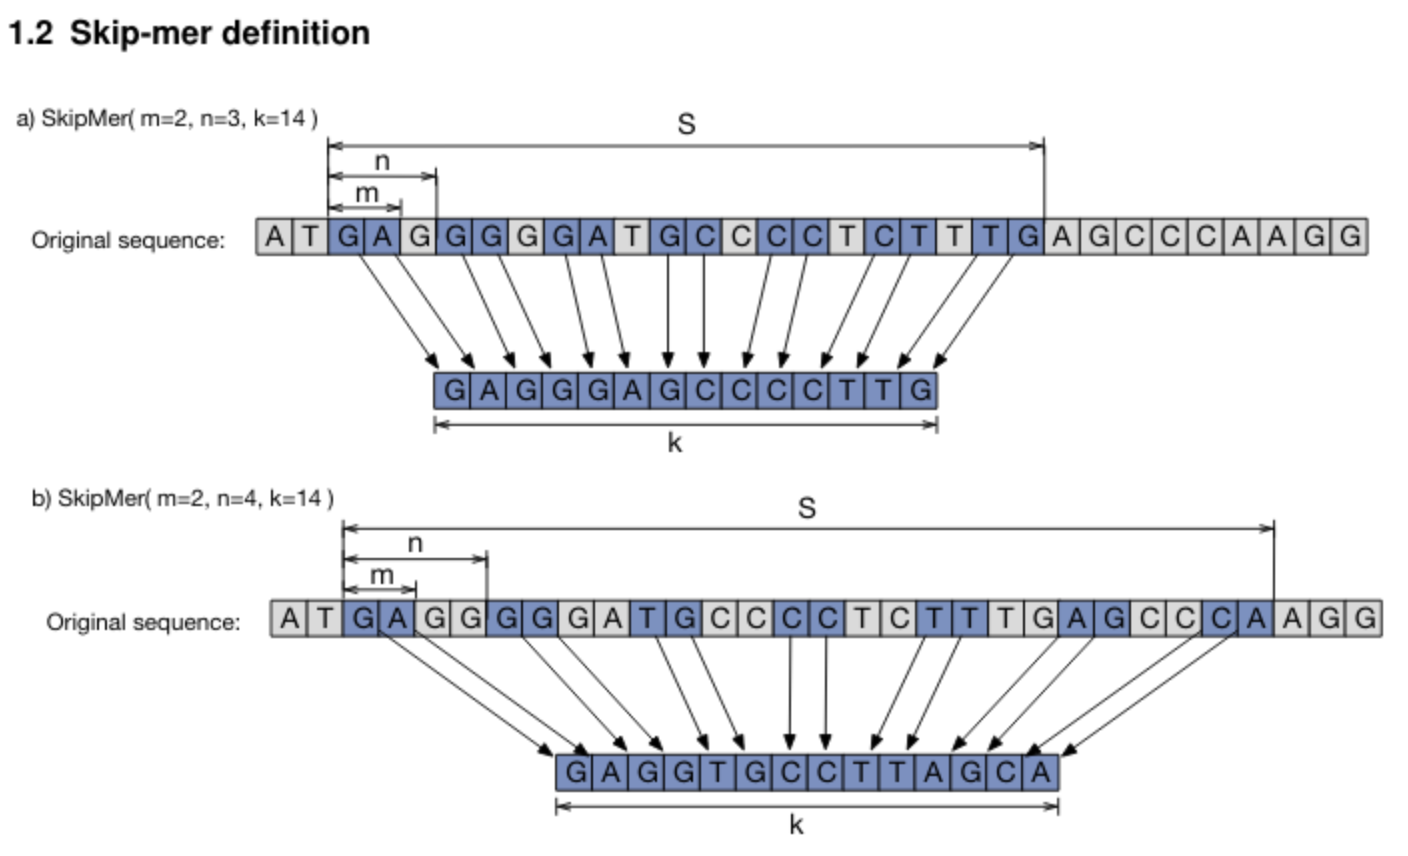 1.2 Skip-mer definition
a) SkipMer( m=2, n=3, k=14 )
S
n
m
Original sequence: A T G A G G G G G A T G C C C C T C T T T G A G C C C A A G G
G A G G G A G C C C C T T G
k
b) SkipMer( m=2, n=4, k=14 )
S
n
m
Original sequence: A T G A G G G G G A T G C C C C T C T T T G A G C C C A A G G
G A G G T G C C T T A G C A
k